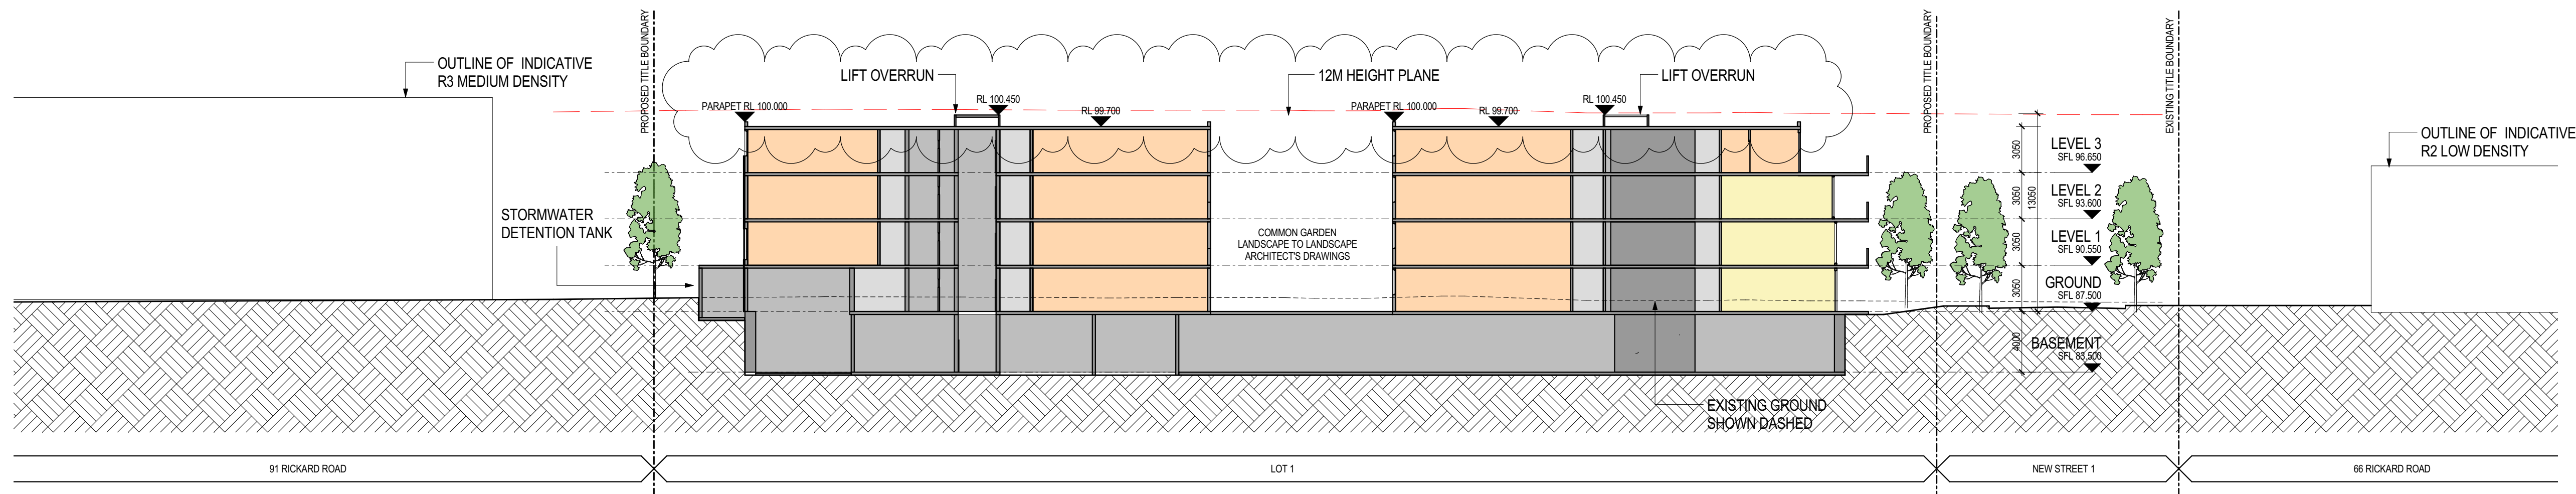 PROPOSED TITLE BOUNDARY
PROPOSED TITLE BOUNDARY
EXISTING TITLE BOUNDARY
OUTLINE OF INDICATIVE
R3 MEDIUM DENSITY
LIFT OVERRUN
12M HEIGHT PLANE
LIFT OVERRUN
PARAPET RL 100.000
RL 100.450
RL 99.700
PARAPET RL 100.000
RL 99.700
RL 100.450
OUTLINE OF INDICATIVE
R2 LOW DENSITY
STORMWATER
DETENTION TANK
COMMON GARDEN
LANDSCAPE TO LANDSCAPE
ARCHITECT'S DRAWINGS
3050
3050
3050
3050
4000
13050
LEVEL 3
SFL 96.650
LEVEL 2
SFL 93.600
LEVEL 1
SFL 90.550
GROUND
SFL 87.500
BASEMENT
SFL 83.500
EXISTING GROUND
SHOWN DASHED
91 RICKARD ROAD
LOT 1
NEW STREET 1
66 RICKARD ROAD